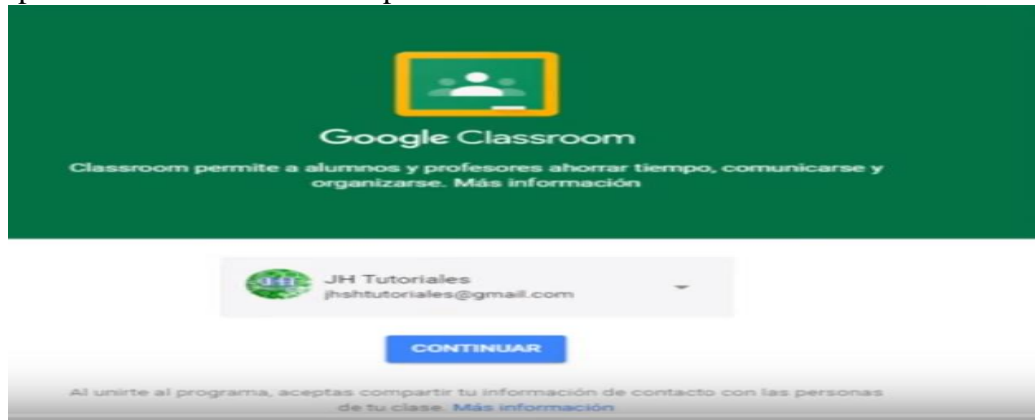 Google Classroom
Classroom permite a alumnos y profesores ahorrar tiempo, comunicarse y
organizarse. Más información
JH Tutoriales
jhshtutoriales@gmail.com
CONTINUAR
Al unirte al programa, aceptas compartir tu información de contacto con las personas
de tu clase. Más información